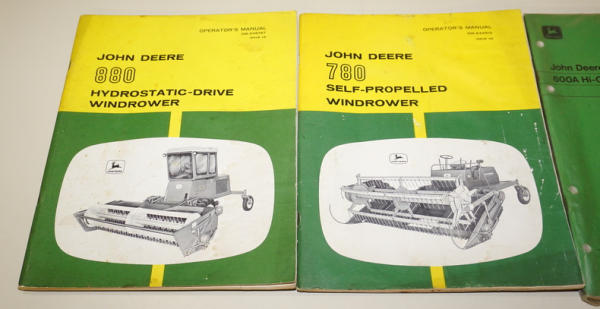 OPERATOR'S MANUAL
JOHN DEERE
880
HYDROSTATIC-DRIVE
WINDROWER
OPERATOR'S MANUAL
JOHN DEERE
780
SELF-PROPELLED
WINDROWER
John Deere
600A Hi-C